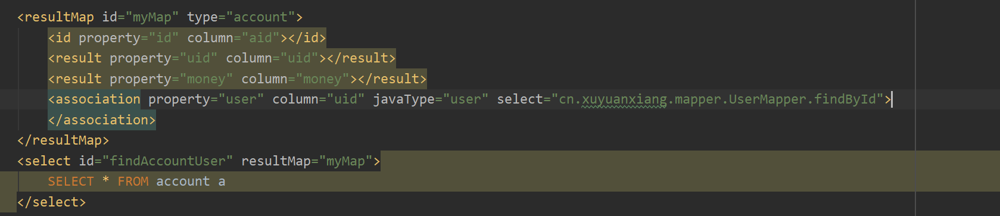 <resultMap id="myMap" type="account">
<id property="id" column="aid"></id>
<result property="uid" column="uid"></result>
<result property="money" column="money"></result>
<association property="user" column="uid" javaType="user" select="cn.xuyuanxiang.mapper.UserMapper.findById">
</association>
</resultMap>
<select id="findAccountUser" resultMap="myMap">
SELECT * FROM account a
</select>